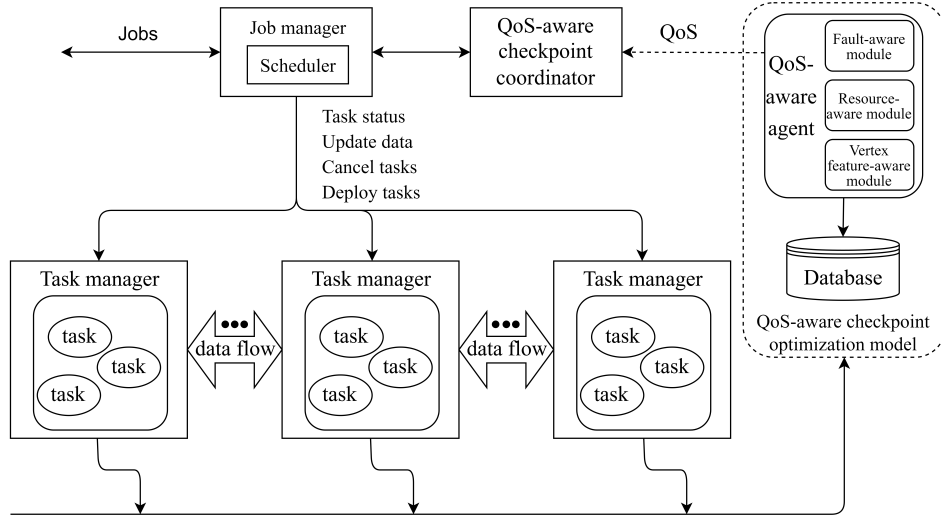 Jobs
Job manager
Scheduler
QoS-aware
checkpoint
coordinator
QoS
QoS-
aware
agent
Fault-aware
module
Resource-
aware module
Vertex
feature-aware
module
Task status
Update data
Cancel tasks
Deploy tasks
Database
QoS-aware checkpoint
optimization model
Task manager
task
task
task
data flow
Task manager
task
task
task
data flow
Task manager
task
task
task